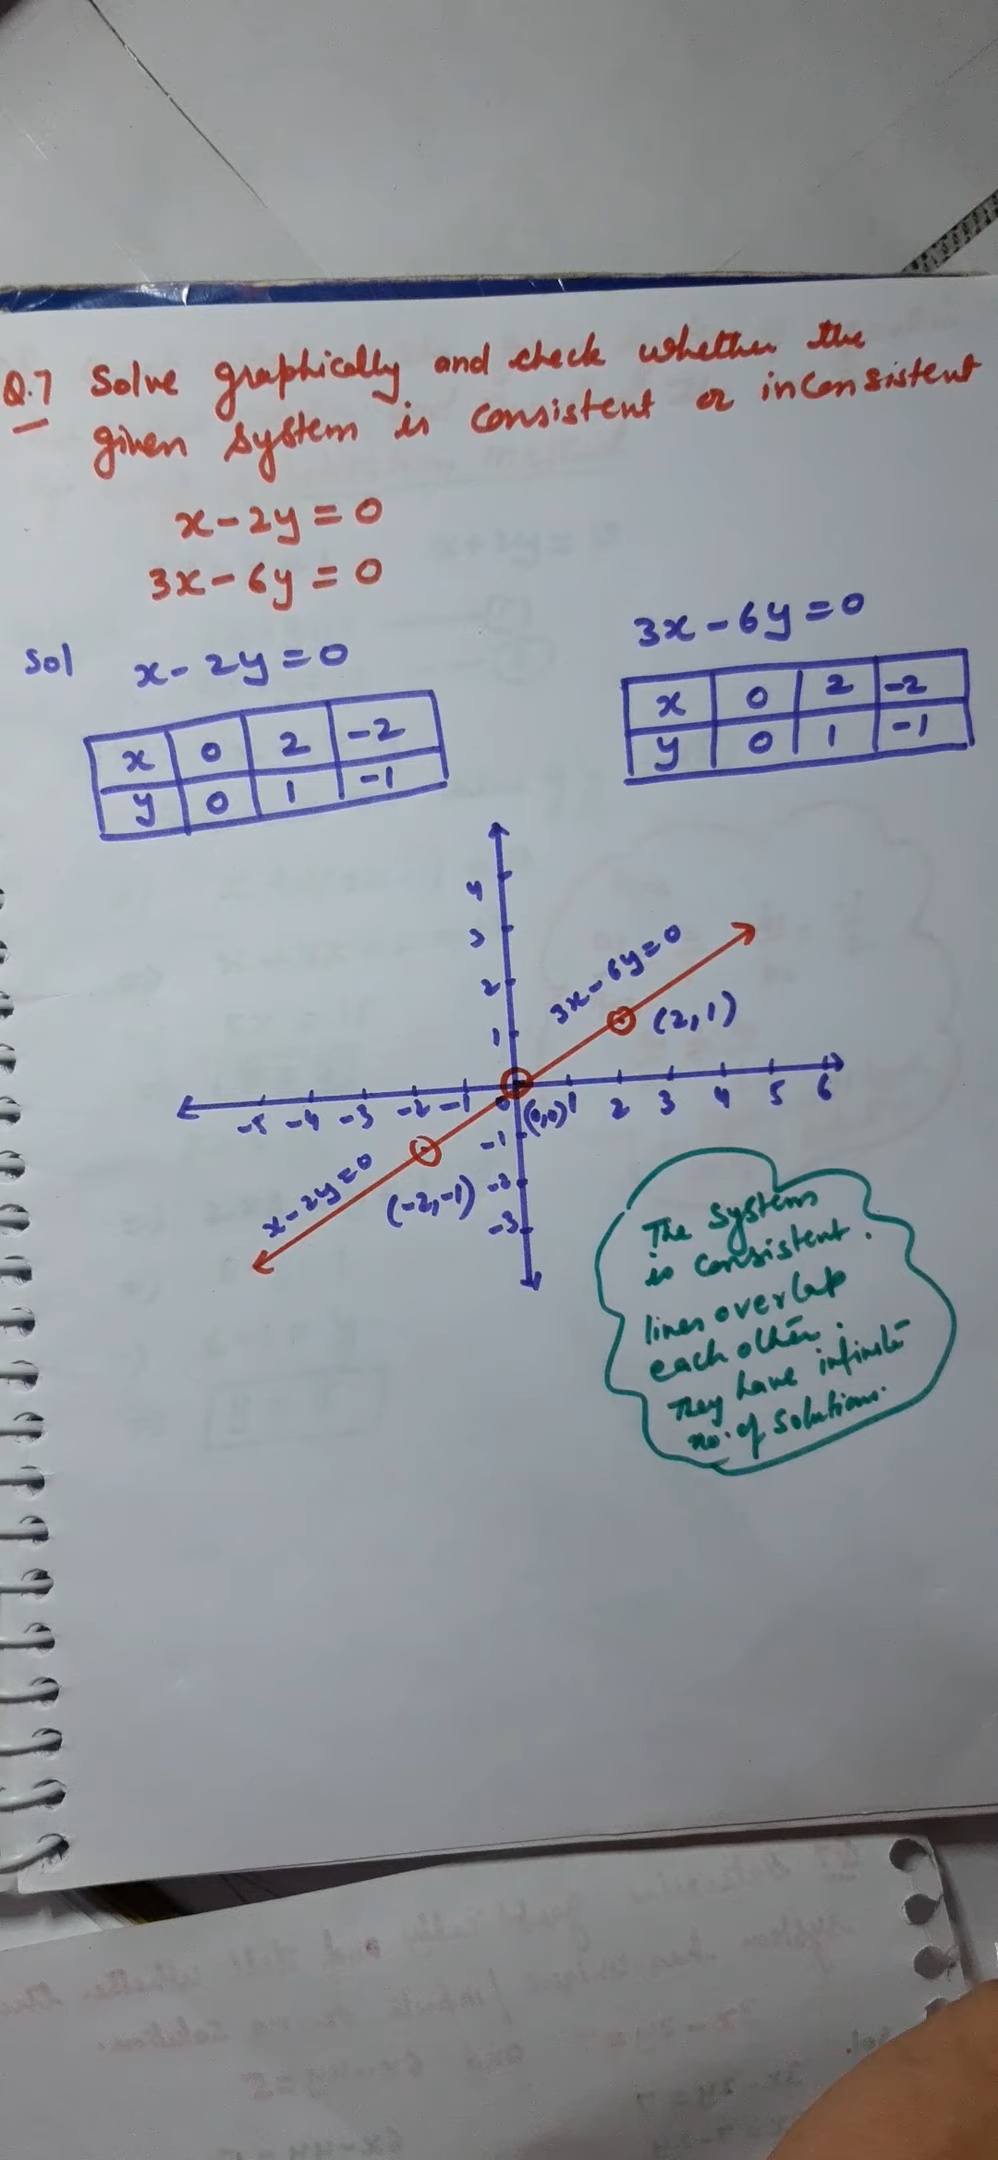 Q.7 Solve graphically and check whether the
given system is consistent or inconsistent
x-2y=0
3x-6y=0
Sol x-2y=0
3x-6y=0
x 0 2 -2
y 0 1 -1
x 0 2 -2
y 0 1 -1
4
3
2
1
3x-6y=0
(2,1)
-5 -4 -3 -2 -1 0 1 2 3 4 5 6
(0,0)
-1
-2
-3
x-2y=0
(-2,-1)
The system
is consistent.
lines overlap
each other.
They have infinite
no. of solutions.